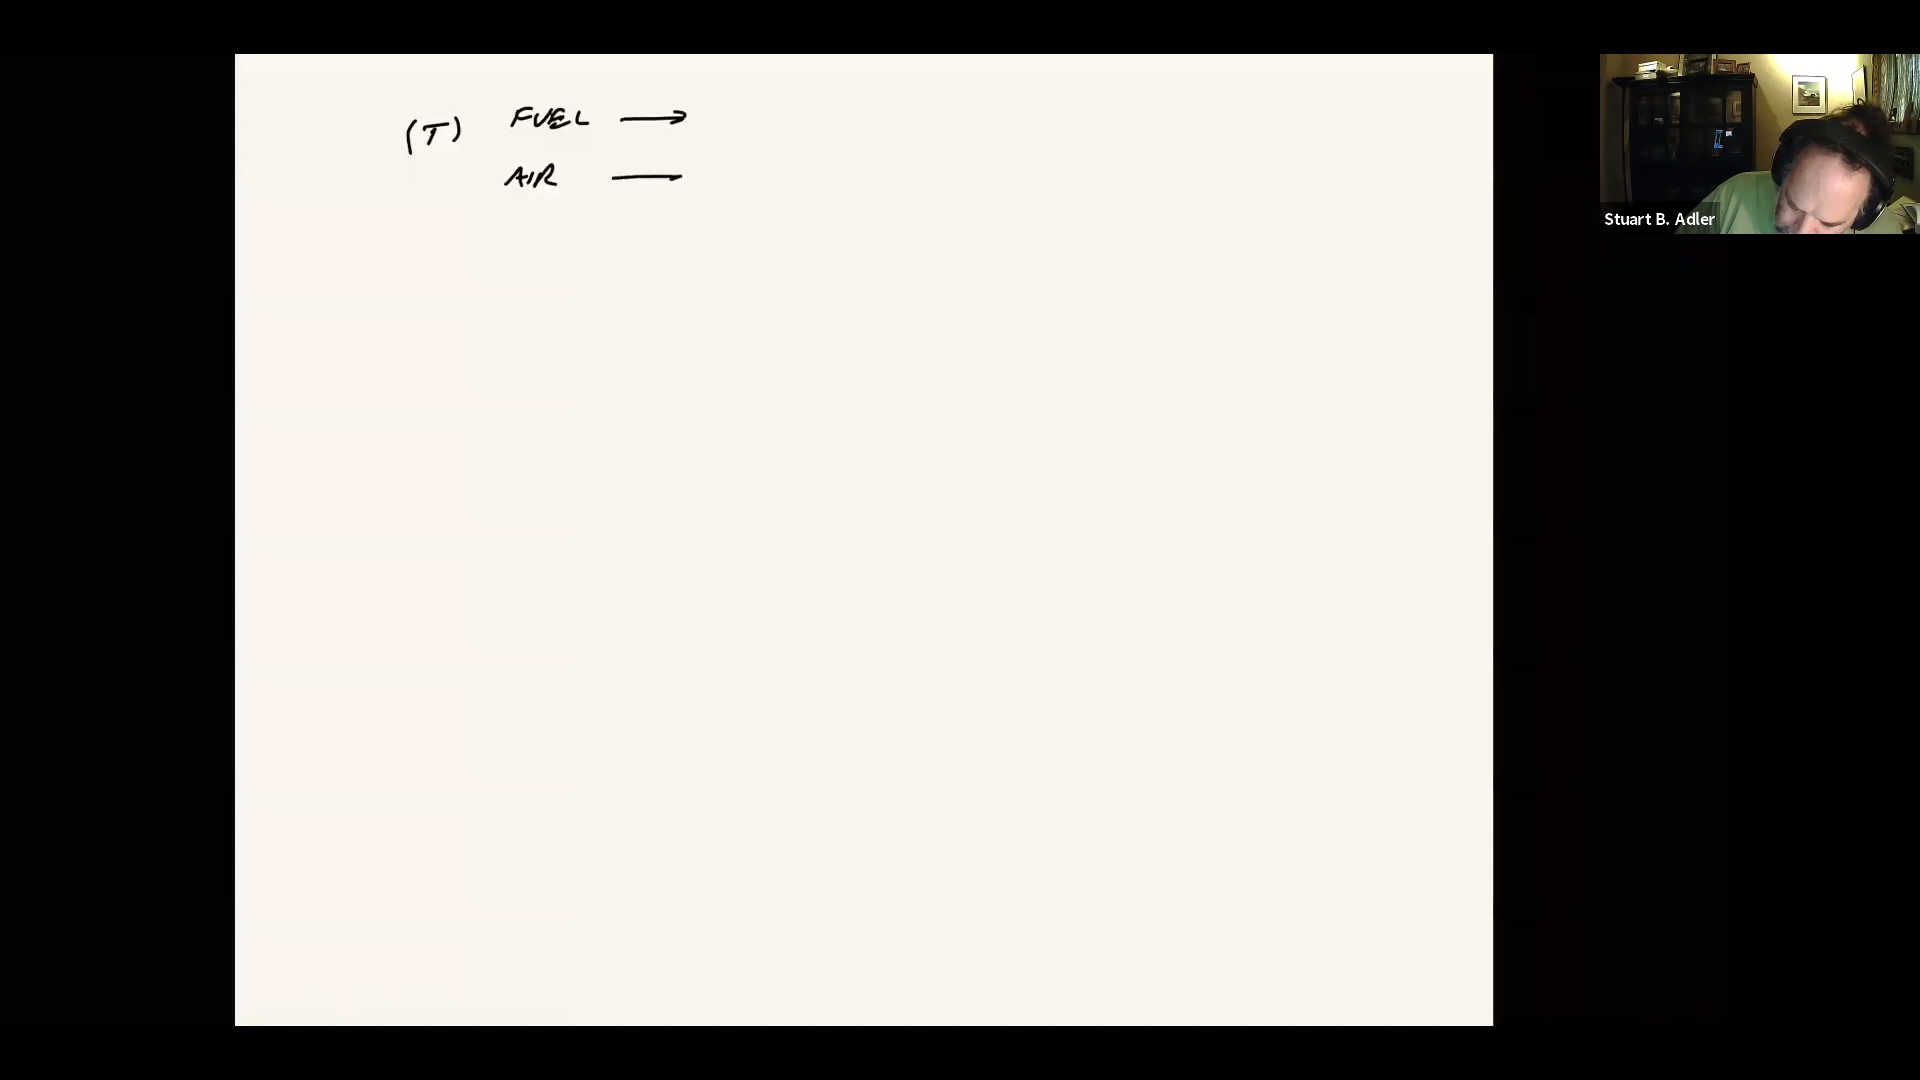 (T) FUEL →
AIR —
Stuart B. Adler